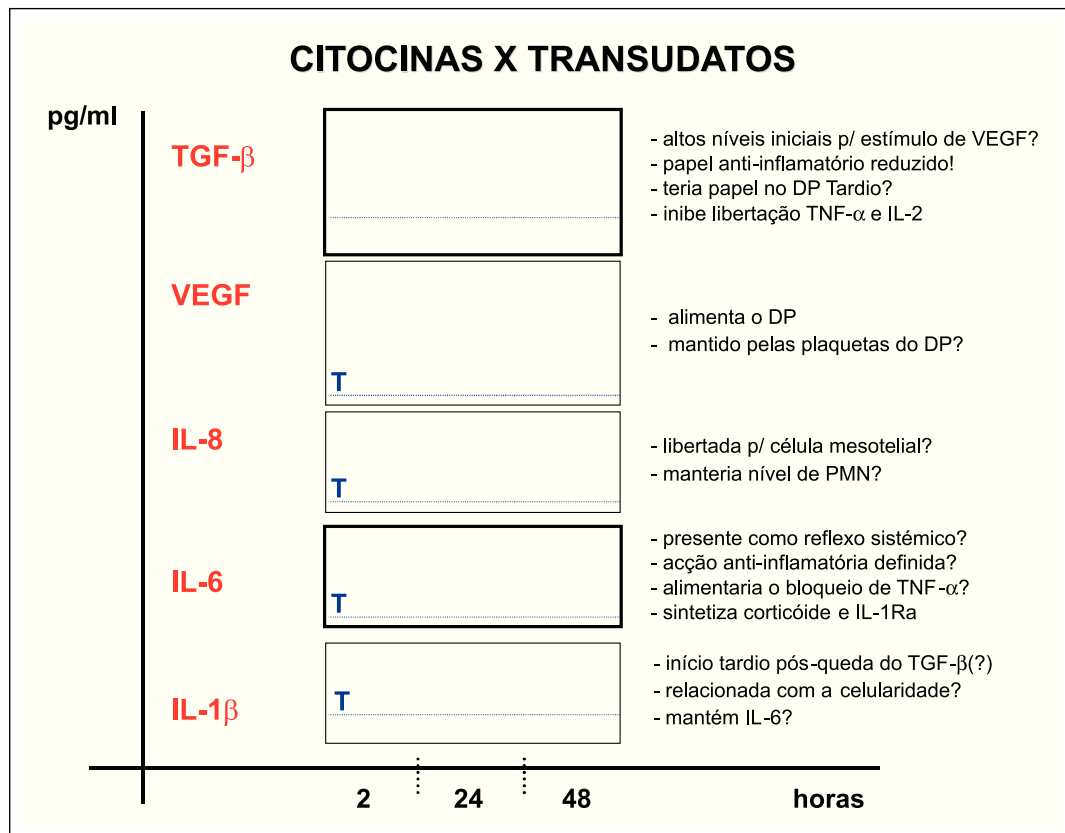 CITOCINAS X TRANSUDATOS
pg/ml
TGF-β
- altos níveis iniciais p/ estímulo de VEGF?
- papel anti-inflamatório reduzido!
- teria papel no DP Tardio?
- inibe libertação TNF-α e IL-2
VEGF
T
- alimenta o DP
- mantido pelas plaquetas do DP?
IL-8
T
- libertada p/ célula mesotelial?
- manteria nível de PMN?
IL-6
T
- presente como reflexo sistémico?
- acção anti-inflamatória definida?
- alimentaria o bloqueio de TNF-α?
- sintetiza corticóide e IL-1Ra
IL-1β
T
- início tardio pós-queda do TGF-β(?)
- relacionada com a celularidade?
- mantém IL-6?
2 24 48 horas